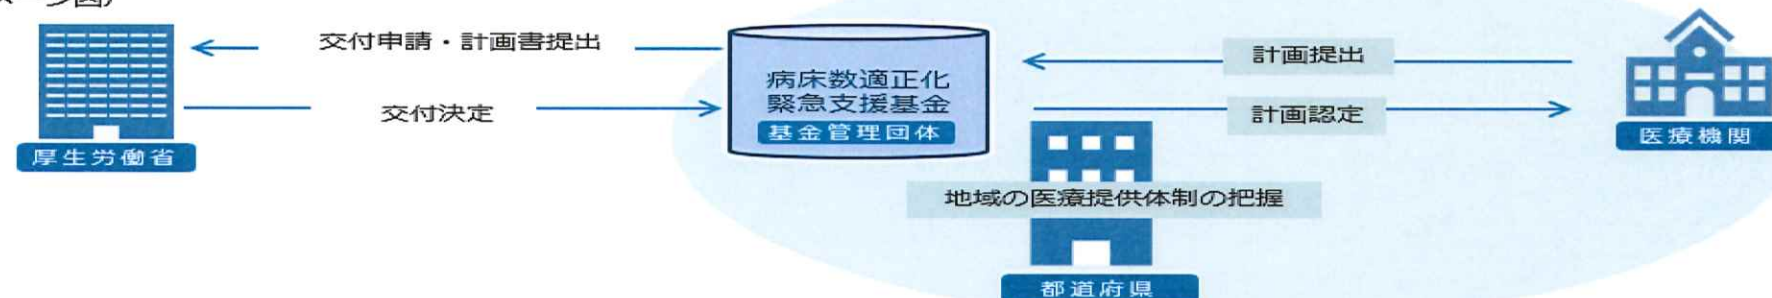 交付申請・計画書提出
交付決定
厚生労働省
病床数適正化
緊急支援基金
基金管理団体
計画提出
計画認定
医療機関
地域の医療提供体制の把握
都道府県